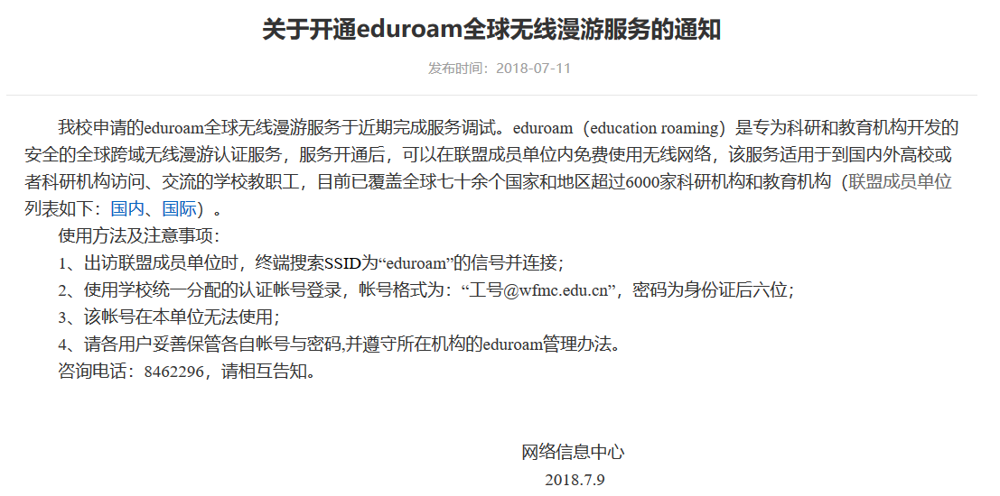 关于开通eduroam全球无线漫游服务的通知
发布时间：2018-07-11
我校申请的eduroam全球无线漫游服务于近期完成服务调试。eduroam（education roaming）是专为科研和教育机构开发的
安全的全球跨域无线漫游认证服务，服务开通后，可以在联盟成员单位内免费使用无线网络，该服务适用于到国内外高校或
者科研机构访问、交流的学校教职工，目前已覆盖全球七十余个国家和地区超过6000家科研机构和教育机构（联盟成员单位
列表如下：国内、国际）。
使用方法及注意事项：
1、出访联盟成员单位时，终端搜索SSID为“eduroam”的信号并连接；
2、使用学校统一分配的认证帐号登录，帐号格式为：“工号@wfmc.edu.cn”，密码为身份证后六位；
3、该帐号在本单位无法使用；
4、请各用户妥善保管各自帐号与密码,并遵守所在机构的eduroam管理办法。
咨询电话：8462296，请相互告知。
网络信息中心
2018.7.9